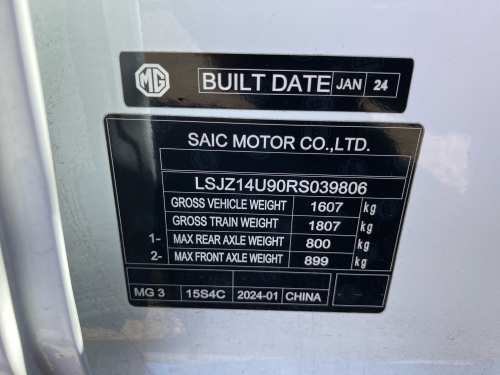 MG BUILT DATE JAN 24
SAIC MOTOR CO.,LTD.
LSJZ14U90RS039806
GROSS VEHICLE WEIGHT 1607 kg
GROSS TRAIN WEIGHT 1807 kg
1- MAX REAR AXLE WEIGHT 800 kg
2- MAX FRONT AXLE WEIGHT 899 kg
MG 3 15S4C 2024-01 CHINA